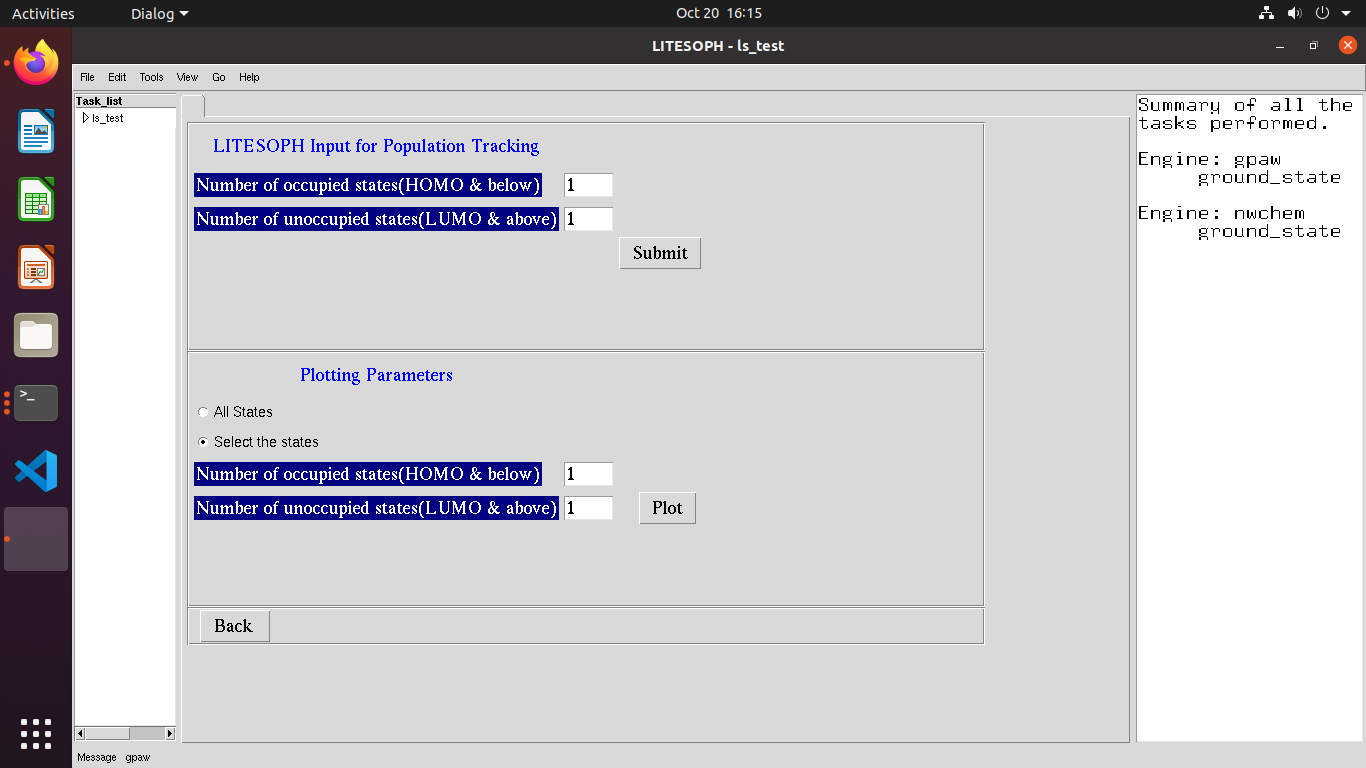 Activities
Dialog
Oct 20 16:15
LITESOPH - ls_test
File Edit Tools View Go Help
Task_list
ls_test
LITESOPH Input for Population Tracking
Number of occupied states(HOMO & below) 1
Number of unoccupied states(LUMO & above) 1
Submit
Plotting Parameters
All States
Select the states
Number of occupied states(HOMO & below) 1
Number of unoccupied states(LUMO & above) 1
Plot
Back
Summary of all the
tasks performed.
Engine: gpaw
ground_state
Engine: nwchem
ground_state
Message gpaw